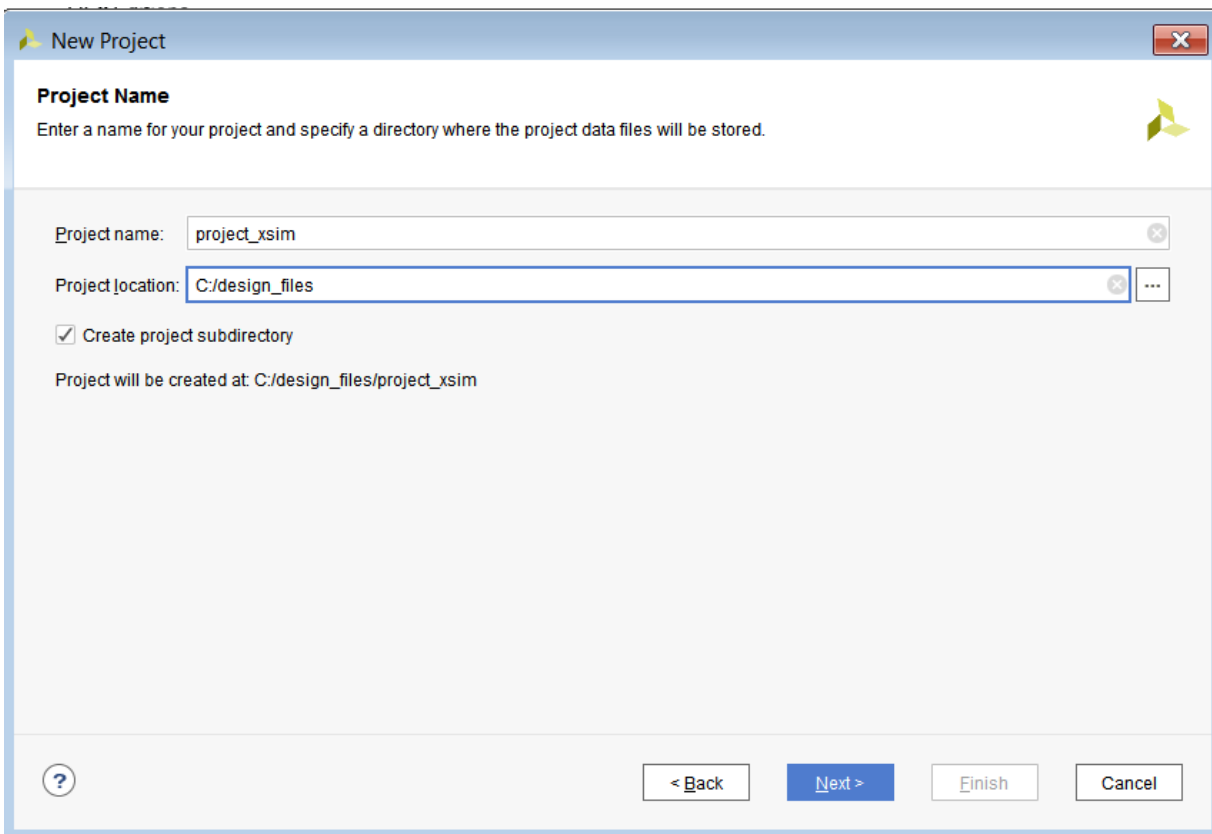 New Project
Project Name
Enter a name for your project and specify a directory where the project data files will be stored.
Project name: project_xsim
Project location: C:/design_files ...
Create project subdirectory
Project will be created at: C:/design_files/project_xsim
? < Back Next > Finish Cancel